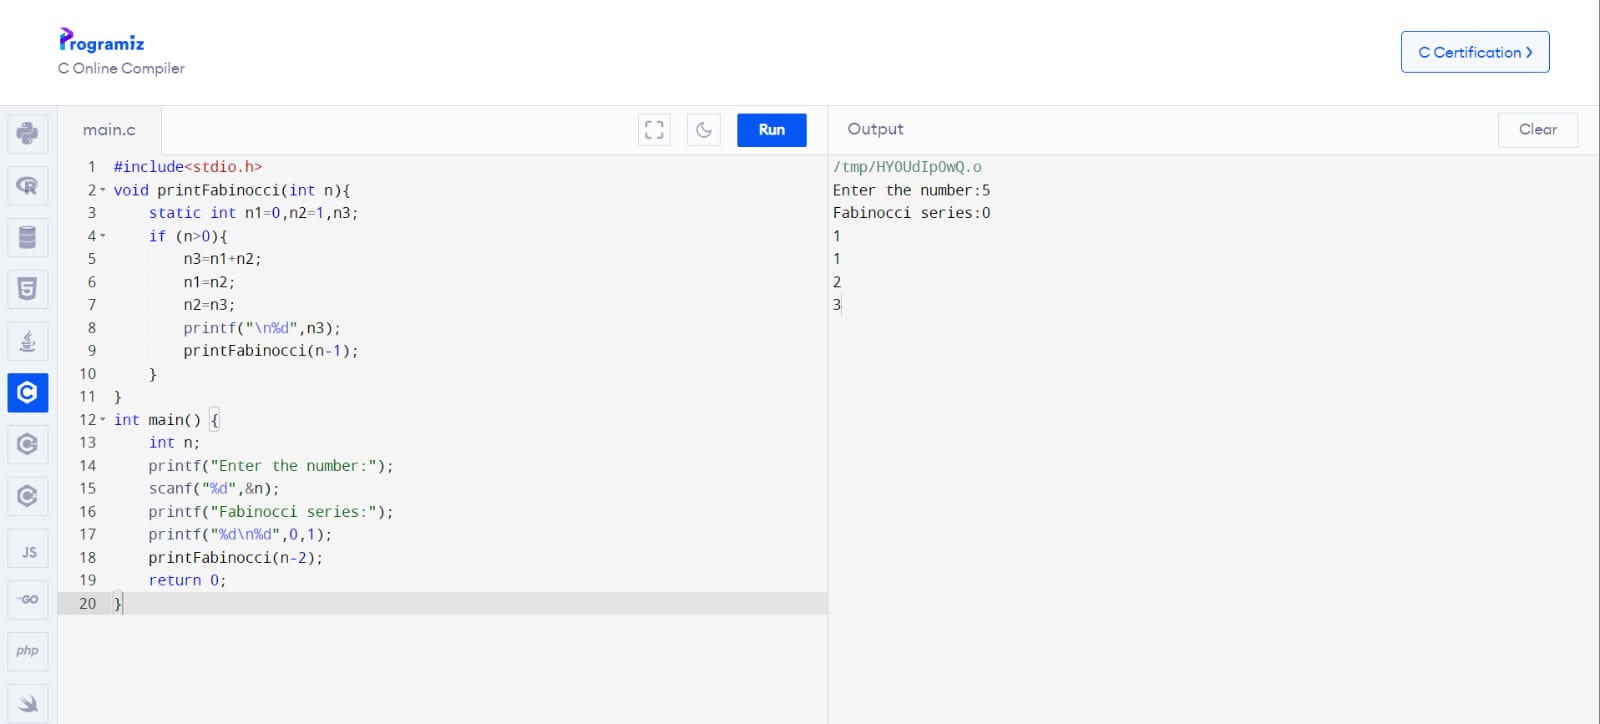 Programiz
C Online Compiler
C Certification >
main.c
Run
Output
Clear
1 #include<stdio.h>
2 void printFabinocci(int n){
3     static int n1=0,n2=1,n3;
4     if (n>0){
5         n3=n1+n2;
6         n1=n2;
7         n2=n3;
8         printf("\n%d",n3);
9         printFabinocci(n-1);
10     }
11 }
12 int main() {
13     int n;
14     printf("Enter the number:");
15     scanf("%d",&n);
16     printf("Fabinocci series:");
17     printf("%d\n%d",0,1);
18     printFabinocci(n-2);
19     return 0;
20 }
/tmp/HYOUdIpOwQ.o
Enter the number:5
Fabinocci series:0
1
1
2
3
R
5
C
C
C
JS
GO
php